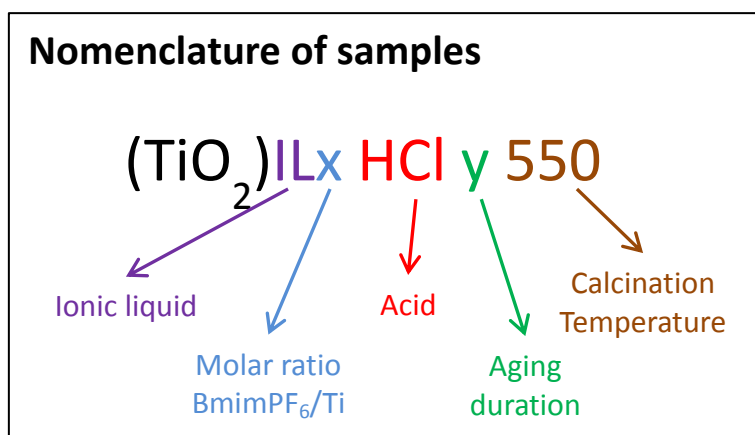 Nomenclature of samples
(TiO₂)ILx HCl y 550
Ionic liquid
Acid
Calcination
Temperature
Molar ratio
BmimPF₆/Ti
Aging
duration